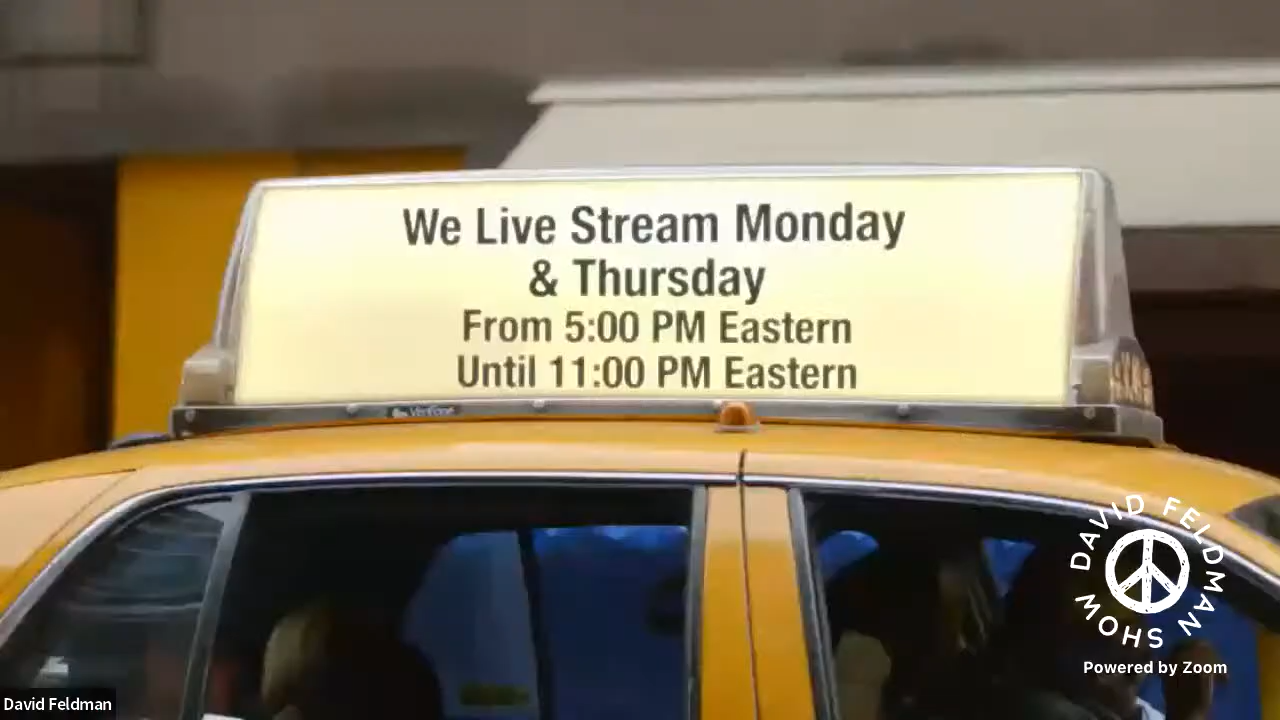 We Live Stream Monday
& Thursday
From 5:00 PM Eastern
Until 11:00 PM Eastern
VeriFone
DAVID FELDMAN SHOW
Powered by Zoom
David Feldman